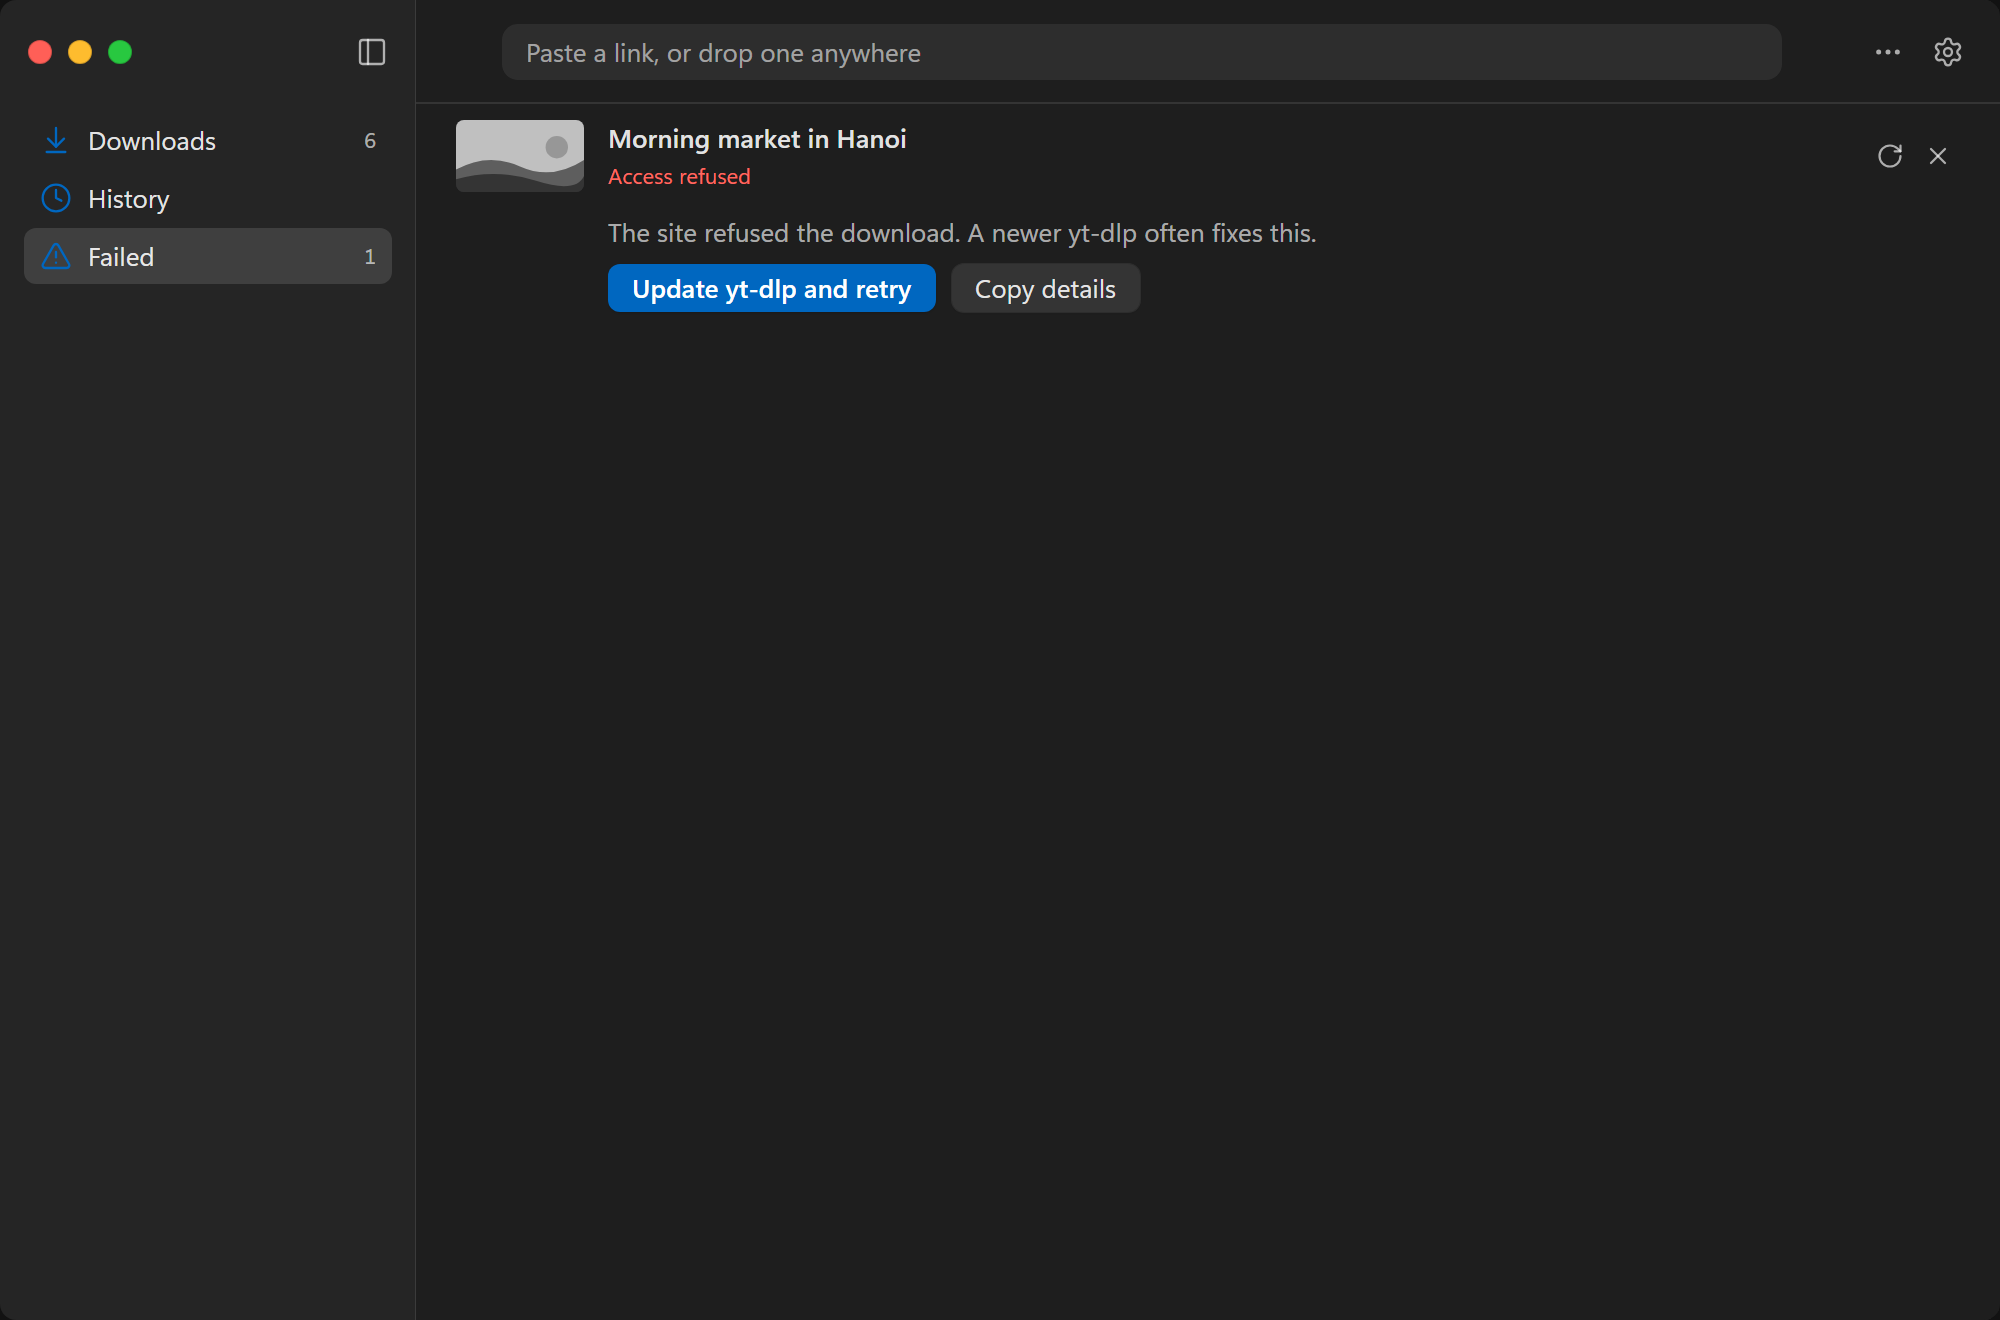 Paste a link, or drop one anywhere
Downloads 6
History
Failed 1
Morning market in Hanoi
Access refused
The site refused the download. A newer yt-dlp often fixes this.
Update yt-dlp and retry
Copy details